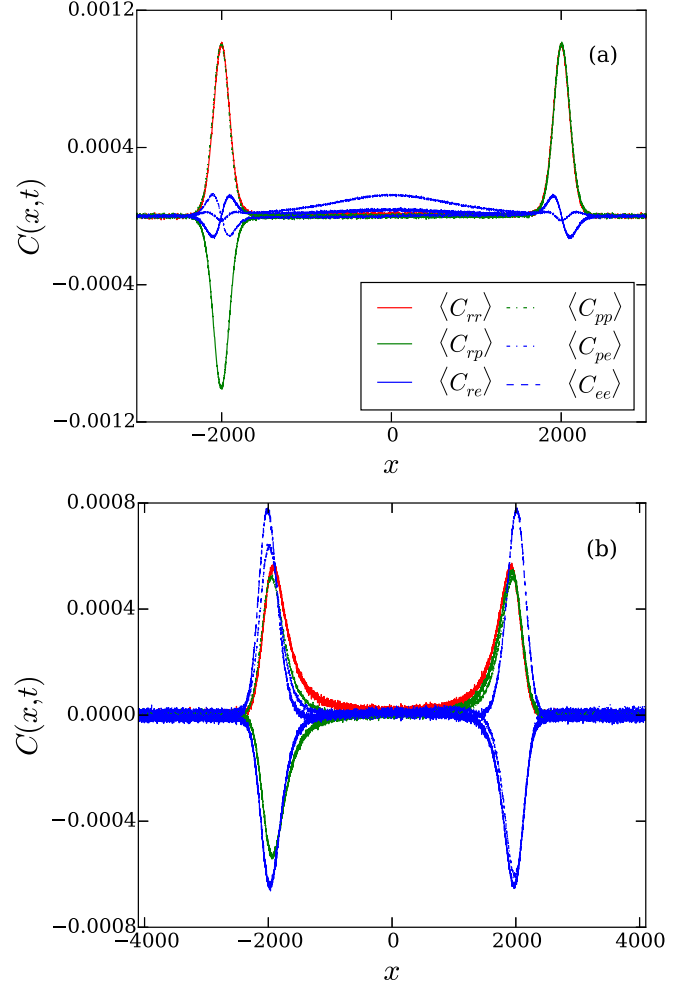 0.0012
(a)
0.0004
−0.0004
−0.0012
C(x,t)
⟨C_rr⟩ ⟨C_pp⟩
⟨C_rp⟩ ⟨C_pe⟩
⟨C_re⟩ ⟨C_ee⟩
−2000 0 2000
x
0.0008
(b)
0.0004
0.0000
−0.0004
−0.0008
C(x,t)
−4000 −2000 0 2000 4000
x